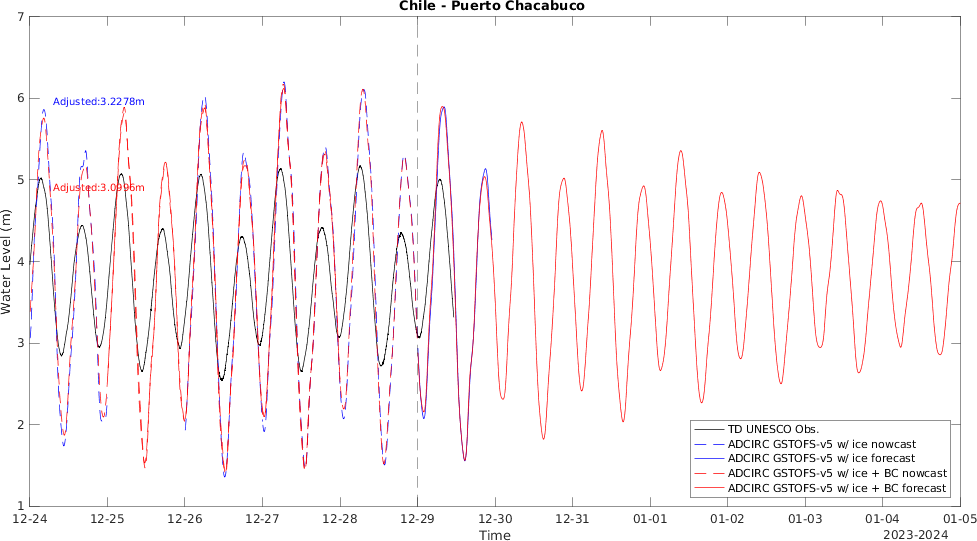 Chile - Puerto Chacabuco
7
6
5
4
3
2
1
Water Level (m)
Adjusted:3.2278m
Adjusted:3.0996m
TD UNESCO Obs.
ADCIRC GSTOFS-v5 w/ ice nowcast
ADCIRC GSTOFS-v5 w/ ice forecast
ADCIRC GSTOFS-v5 w/ ice + BC nowcast
ADCIRC GSTOFS-v5 w/ ice + BC forecast
12-24 12-25 12-26 12-27 12-28 12-29 12-30 12-31 01-01 01-02 01-03 01-04 01-05
Time
2023-2024